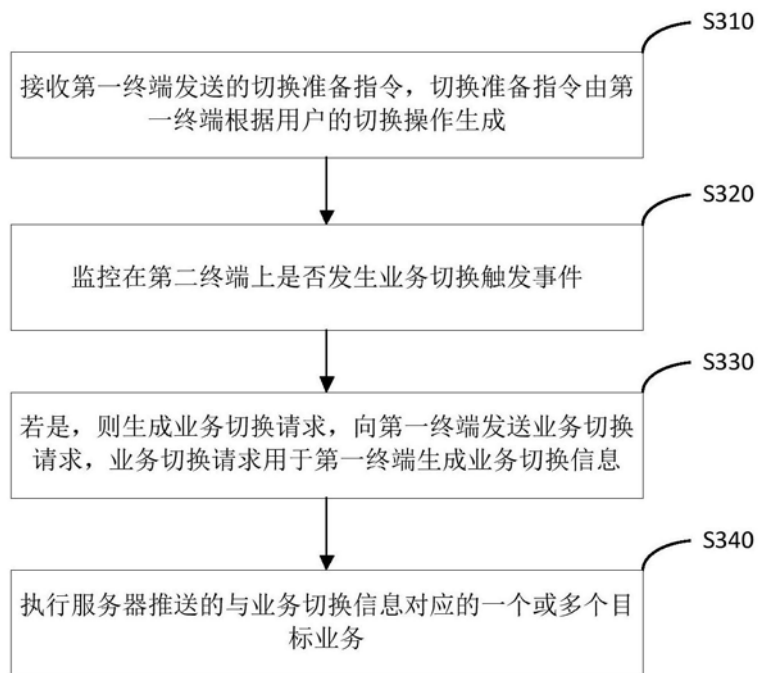 S310
接收第一终端发送的切换准备指令，切换准备指令由第
一终端根据用户的切换操作生成
S320
监控在第二终端上是否发生业务切换触发事件
S330
若是，则生成业务切换请求，向第一终端发送业务切换
请求，业务切换请求用于第一终端生成业务切换信息
S340
执行服务器推送的与业务切换信息对应的一个或多个目
标业务